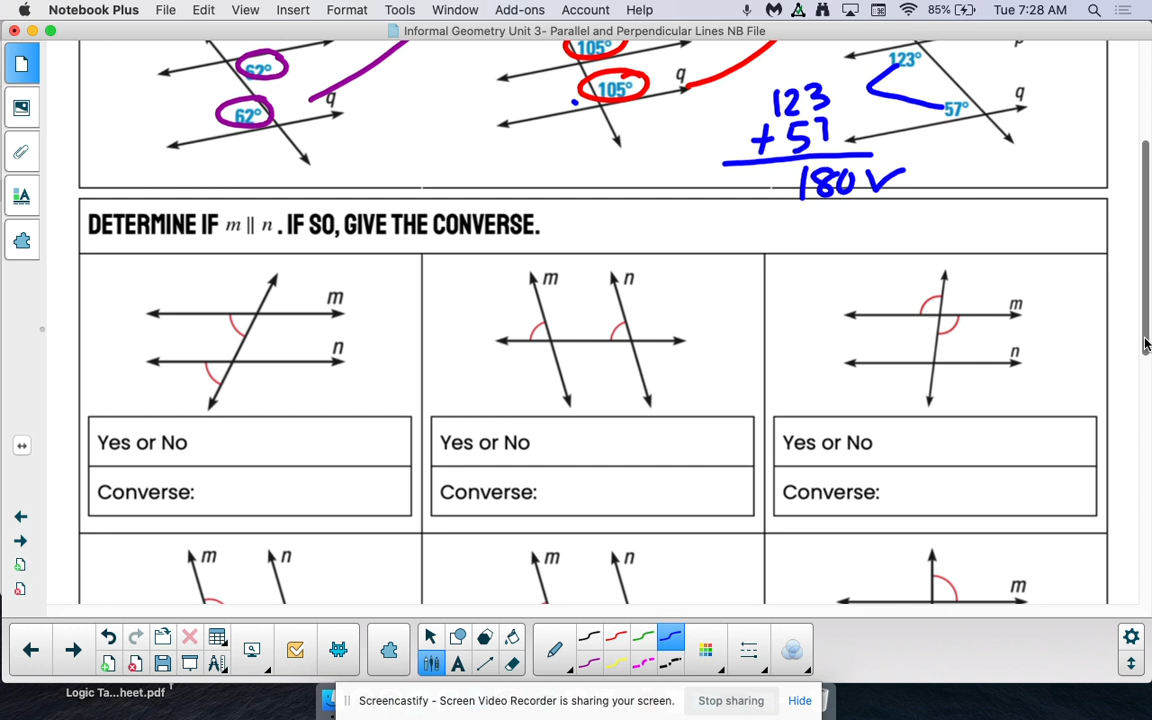 Notebook Plus File Edit View Insert Format Tools Table Window Add-ons Account Help 85% Tue 7:28 AM
Informal Geometry Unit 3- Parallel and Perpendicular Lines NB File
62°
62°
q
105°
105°
q
123°
57°
p
q
123
+ 57
180 ✓
DETERMINE IF m || n . IF SO, GIVE THE CONVERSE.
m
n
m n
m
n
Yes or No
Yes or No
Yes or No
Converse:
Converse:
Converse:
m n
m n
m
Logic Ta...heet.pdf
Screencastify - Screen Video Recorder is sharing your screen. Stop sharing Hide